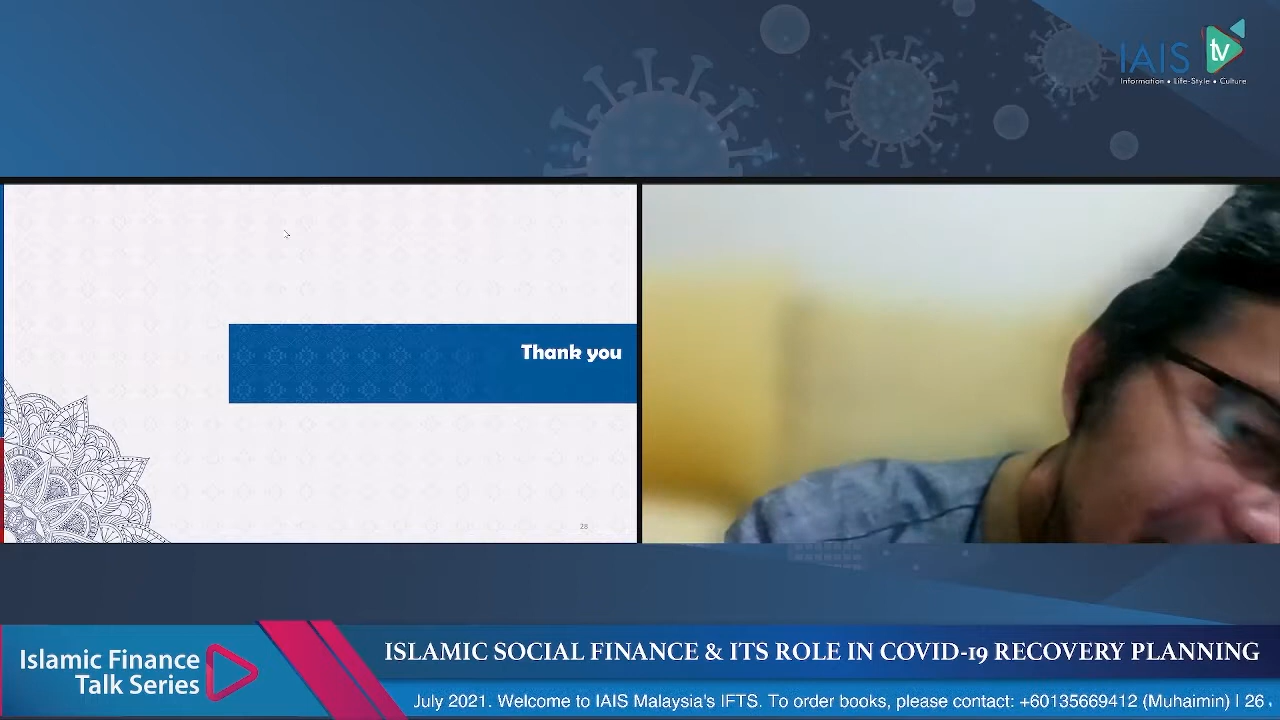 IAIS tv
Information • Life-Style • Culture
Thank you
28
Islamic Finance
Talk Series
ISLAMIC SOCIAL FINANCE & ITS ROLE IN COVID-19 RECOVERY PLANNING
July 2021. Welcome to IAIS Malaysia's IFTS. To order books, please contact: +60135669412 (Muhaimin) | 26